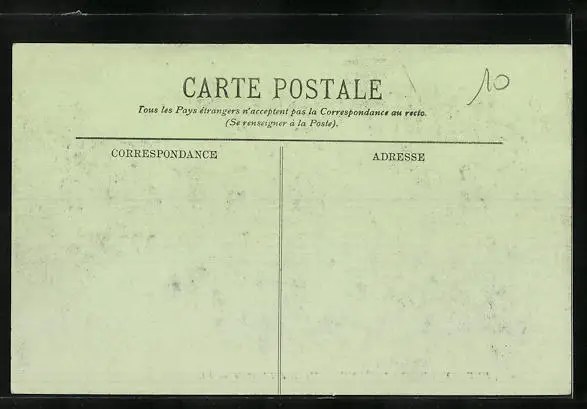 CARTE POSTALE
10
Tous les Pays étrangers n'acceptent pas la Correspondance au recto.
(Se renseigner à la Poste).
CORRESPONDANCE
ADRESSE